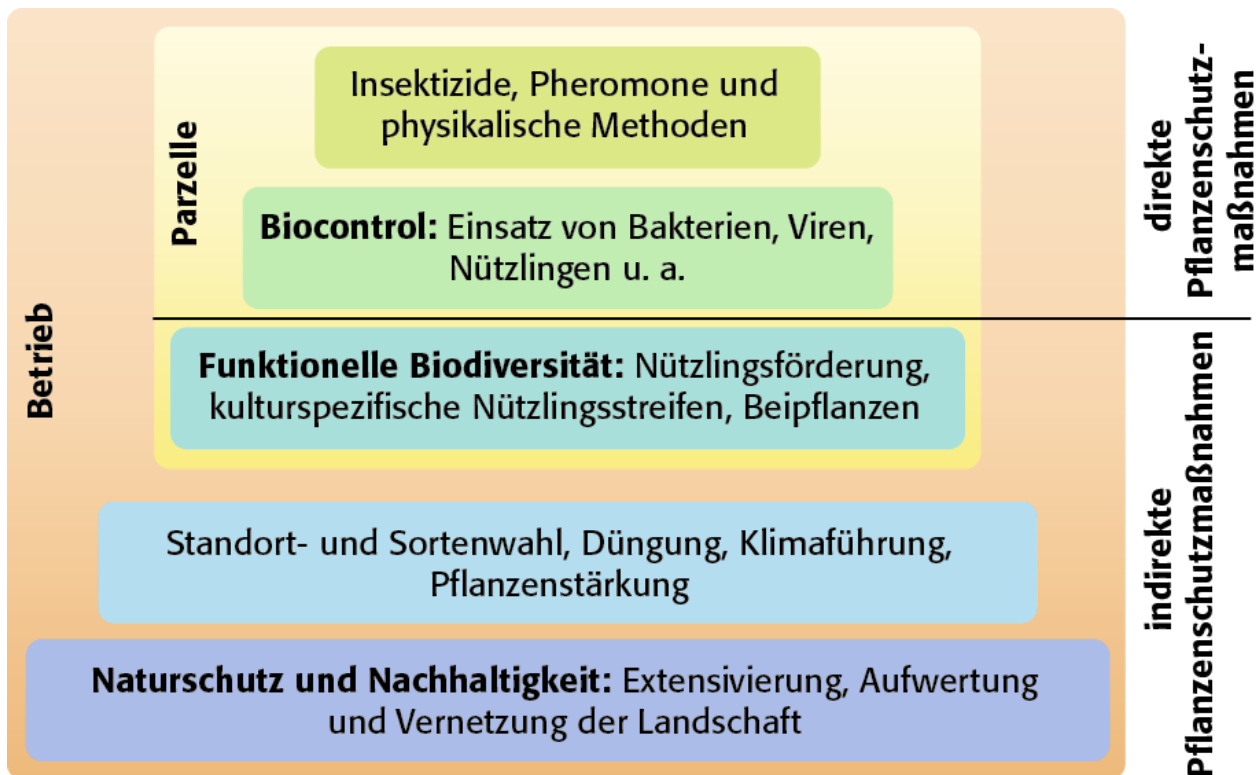 Insektizide, Pheromone und
physikalische Methoden
Biocontrol: Einsatz von Bakterien, Viren,
Nützlingen u. a.
Funktionelle Biodiversität: Nützlingsförderung,
kulturspezifische Nützlingsstreifen, Beipflanzen
Standort- und Sortenwahl, Düngung, Klimaführung,
Pflanzenstärkung
Naturschutz und Nachhaltigkeit: Extensivierung, Aufwertung
und Vernetzung der Landschaft
Parzelle
Betrieb
direkte
Pflanzenschutz-
maßnahmen
indirekte
Pflanzenschutzmaßnahmen